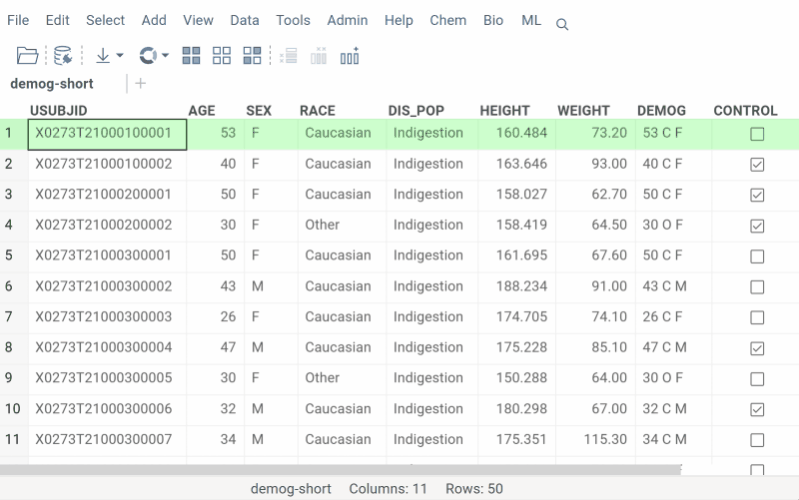 File Edit Select Add View Data Tools Admin Help Chem Bio ML
demog-short
USUBJID AGE SEX RACE DIS_POP HEIGHT WEIGHT DEMOG CONTROL
1 X0273T21000100001 53 F Caucasian Indigestion 160.484 73.20 53 C F
2 X0273T21000100002 40 F Caucasian Indigestion 163.646 93.00 40 C F
3 X0273T21000200001 50 F Caucasian Indigestion 158.027 62.70 50 C F
4 X0273T21000200002 30 F Other Indigestion 158.419 64.50 30 O F
5 X0273T21000300001 50 F Caucasian Indigestion 161.695 67.60 50 C F
6 X0273T21000300002 43 M Caucasian Indigestion 188.234 91.00 43 C M
7 X0273T21000300003 26 F Caucasian Indigestion 174.705 74.10 26 C F
8 X0273T21000300004 47 M Caucasian Indigestion 175.228 85.10 47 C M
9 X0273T21000300005 30 F Other Indigestion 150.288 64.00 30 O F
10 X0273T21000300006 32 M Caucasian Indigestion 180.298 67.00 32 C M
11 X0273T21000300007 34 M Caucasian Indigestion 175.351 115.30 34 C M
demog-short Columns: 11 Rows: 50